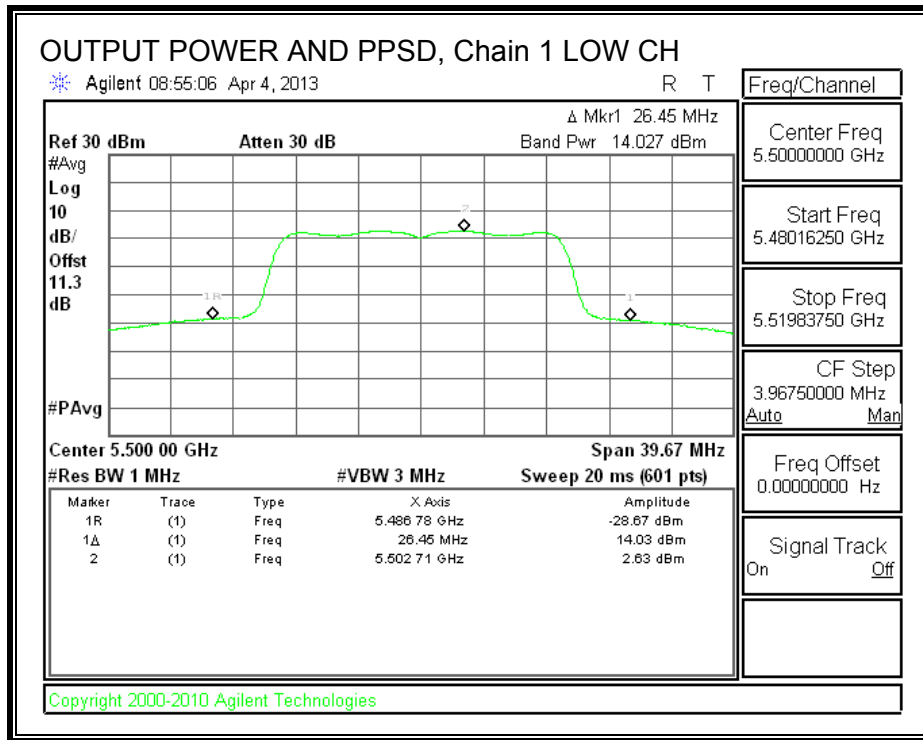 OUTPUT POWER AND PPSD, Chain 1 LOW CH
Agilent 08:55:06 Apr 4, 2013 R T
Freq/Channel
Δ Mkr1 26.45 MHz
Ref 30 dBm Atten 30 dB Band Pwr 14.027 dBm
#Avg
Log
10
dB/
Offst
11.3
dB
#PAvg
2
1R
1
Center 5.500 00 GHz Span 39.67 MHz
#Res BW 1 MHz #VBW 3 MHz Sweep 20 ms (601 pts)
Marker Trace Type X Axis Amplitude
1R (1) Freq 5.486 78 GHz -28.67 dBm
1Δ (1) Freq 26.45 MHz 14.03 dBm
2 (1) Freq 5.502 71 GHz 2.63 dBm
Center Freq
5.50000000 GHz
Start Freq
5.48016250 GHz
Stop Freq
5.51983750 GHz
CF Step
3.96750000 MHz
Auto Man
Freq Offset
0.00000000 Hz
Signal Track
On Off
Copyright 2000-2010 Agilent Technologies